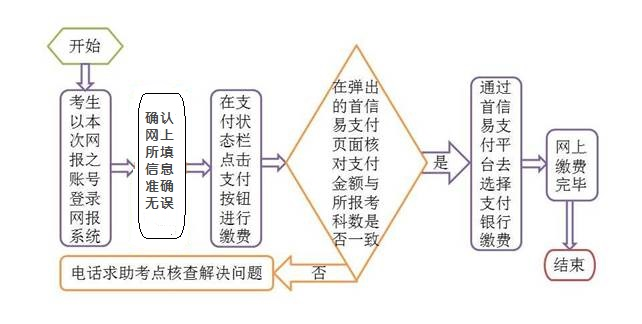 开始
考生
以本
次网
报之
账号
登录
网报
系统
确认
网上
所填
信息
准确
无误
在支
付状
态栏
点击
支付
按钮
进行
缴费
在弹出
的首信
易支付
页面核
对支付
金额与
所报考
科数是
否一致
是
否
电话求助考点核查解决问题
通过
首信
易支
付平
台去
选择
支付
银行
缴费
网上
缴费
完毕
结束